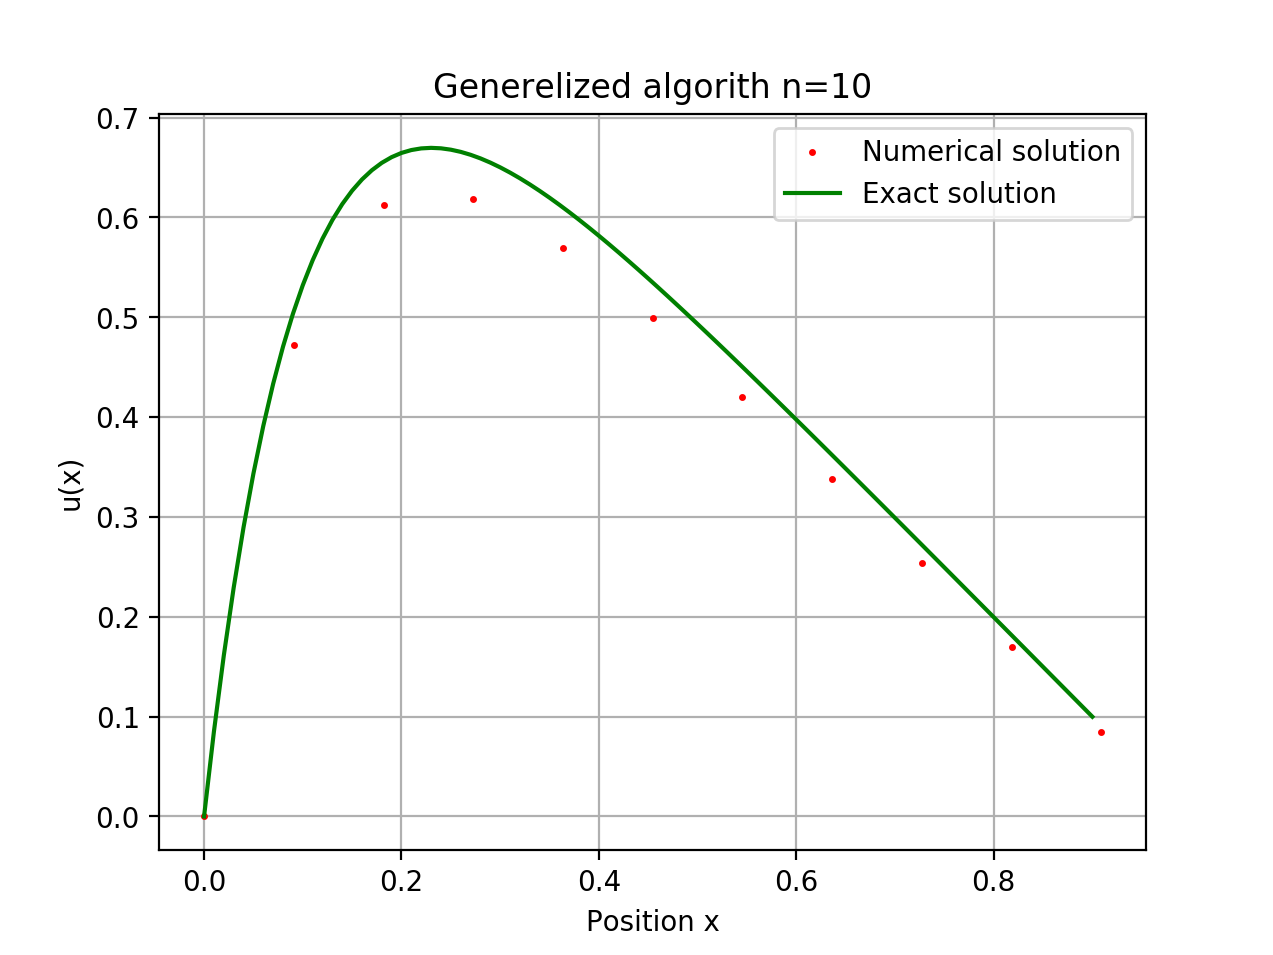 Generelized algorith n=10
Numerical solution
Exact solution
u(x)
0.7
0.6
0.5
0.4
0.3
0.2
0.1
0.0
0.0 0.2 0.4 0.6 0.8
Position x